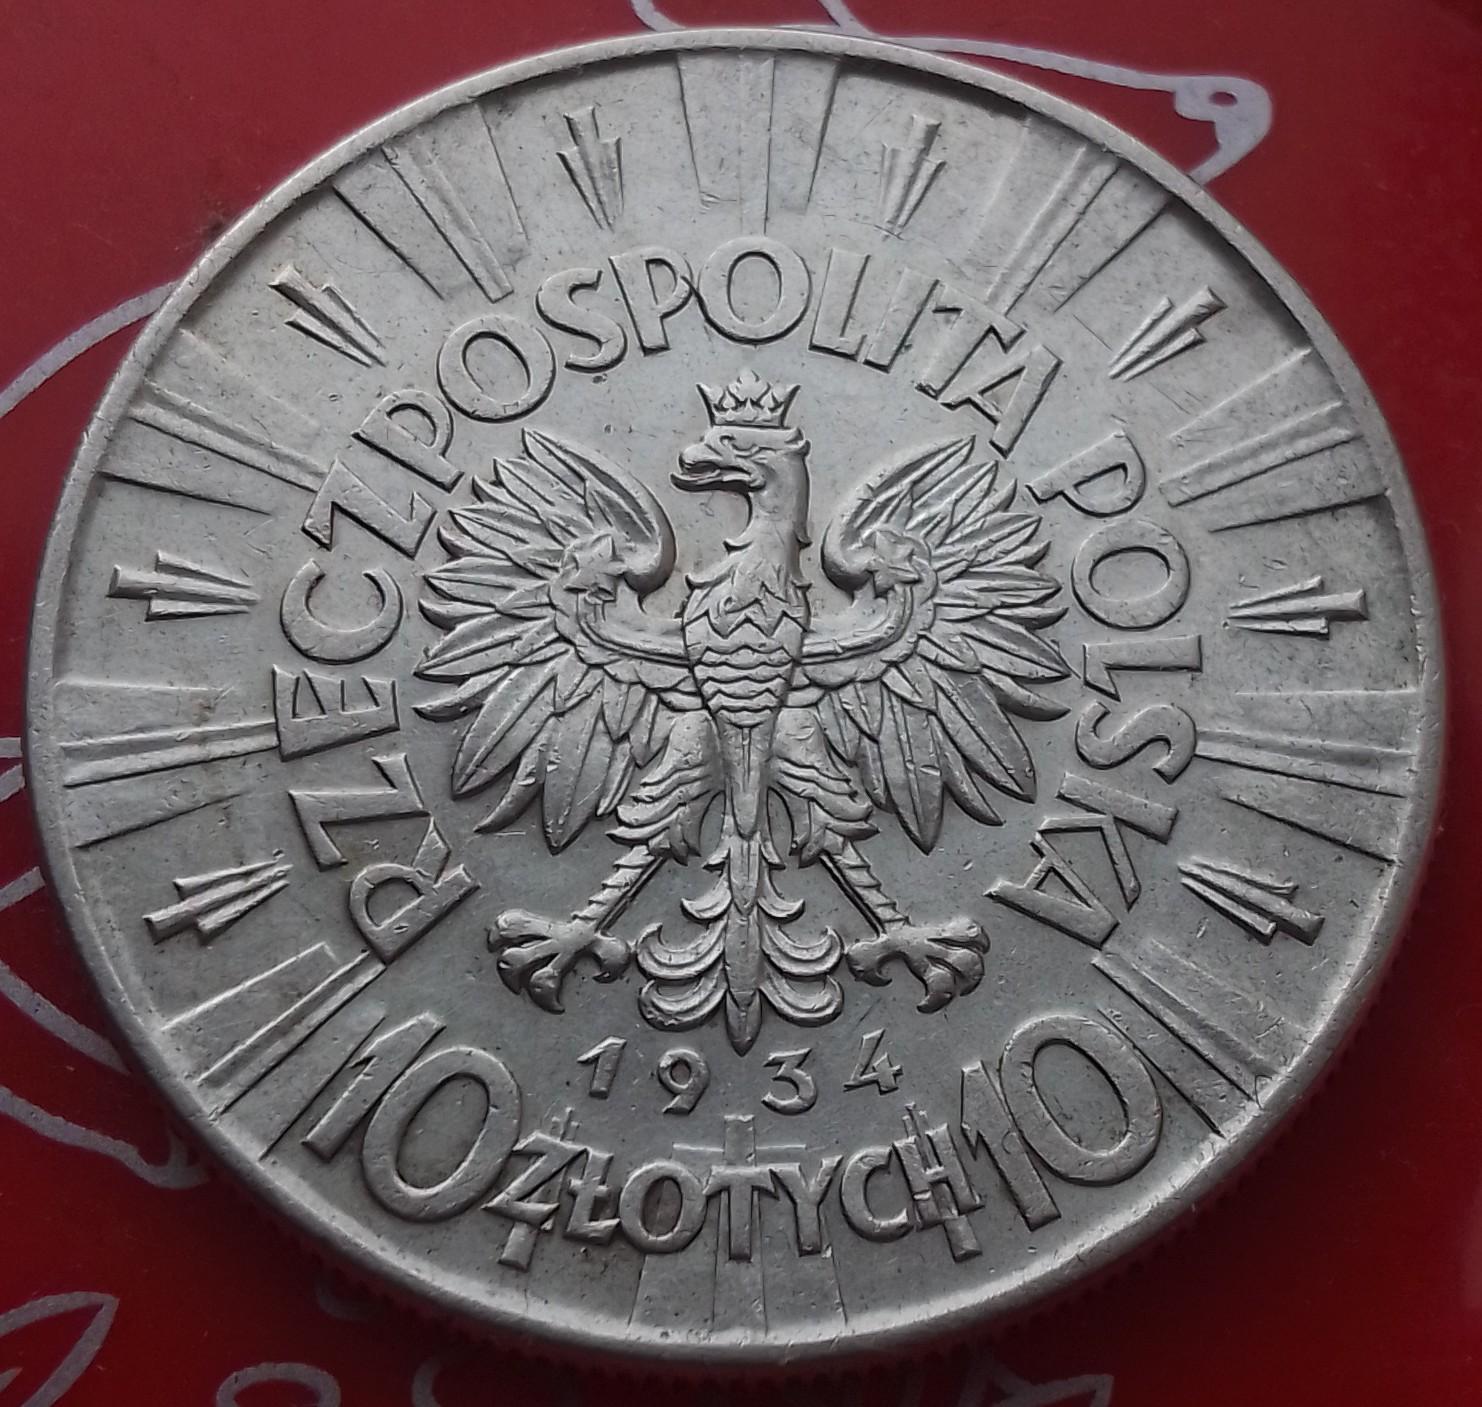 RZECZPOSPOLITA POLSKA
1934
10 ZŁOTYCH 10